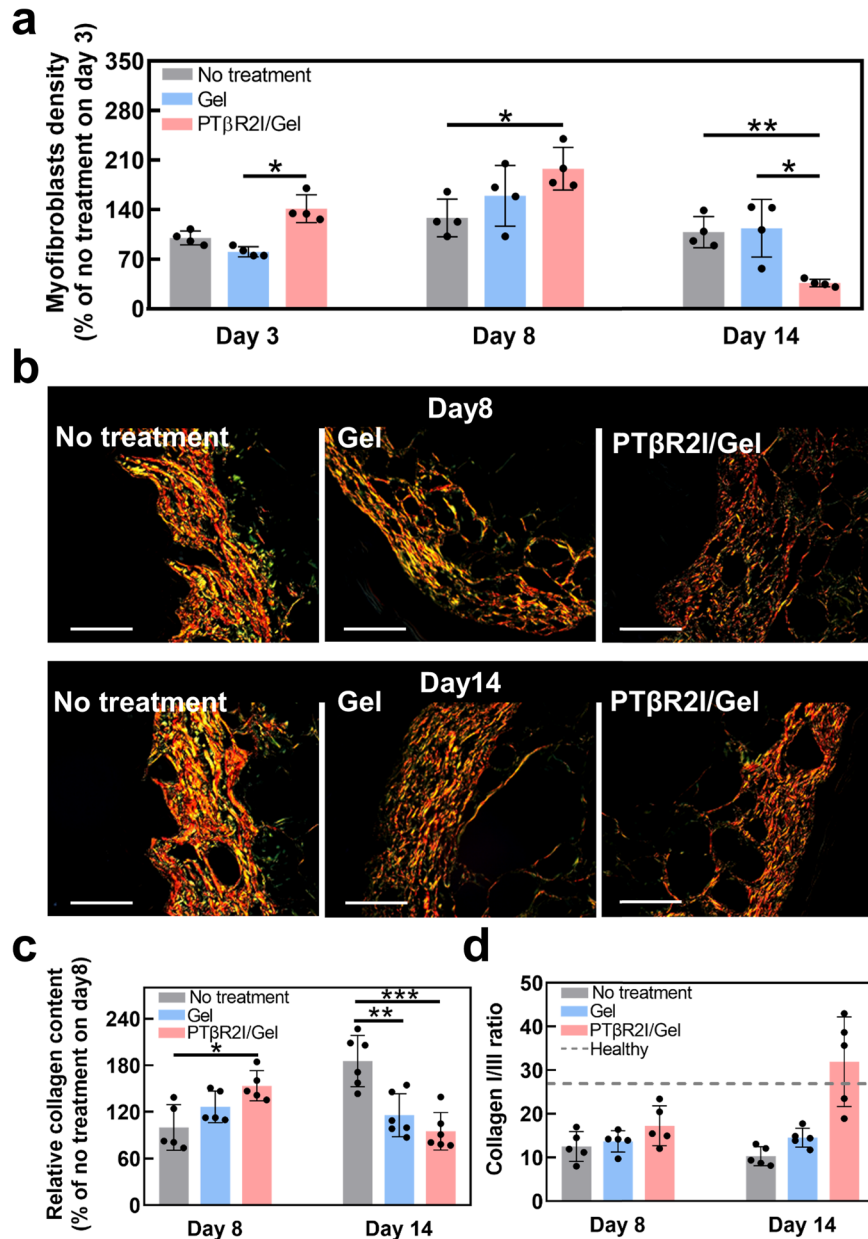 a
Myofibroblasts density
(% of no treatment on day 3)
350
280
210
140
70
0
No treatment
Gel
PTβR2I/Gel
*
*
**
*
Day 3
Day 8
Day 14
b
Day8
No treatment
Gel
PTβR2I/Gel
Day14
No treatment
Gel
PTβR2I/Gel
c
Relative collagen content
(% of no treatment on day8)
240
180
120
60
0
No treatment
Gel
PTβR2I/Gel
*
***
**
Day 8
Day 14
d
Collagen I/III ratio
50
40
30
20
10
0
No treatment
Gel
PTβR2I/Gel
Healthy
Day 8
Day 14